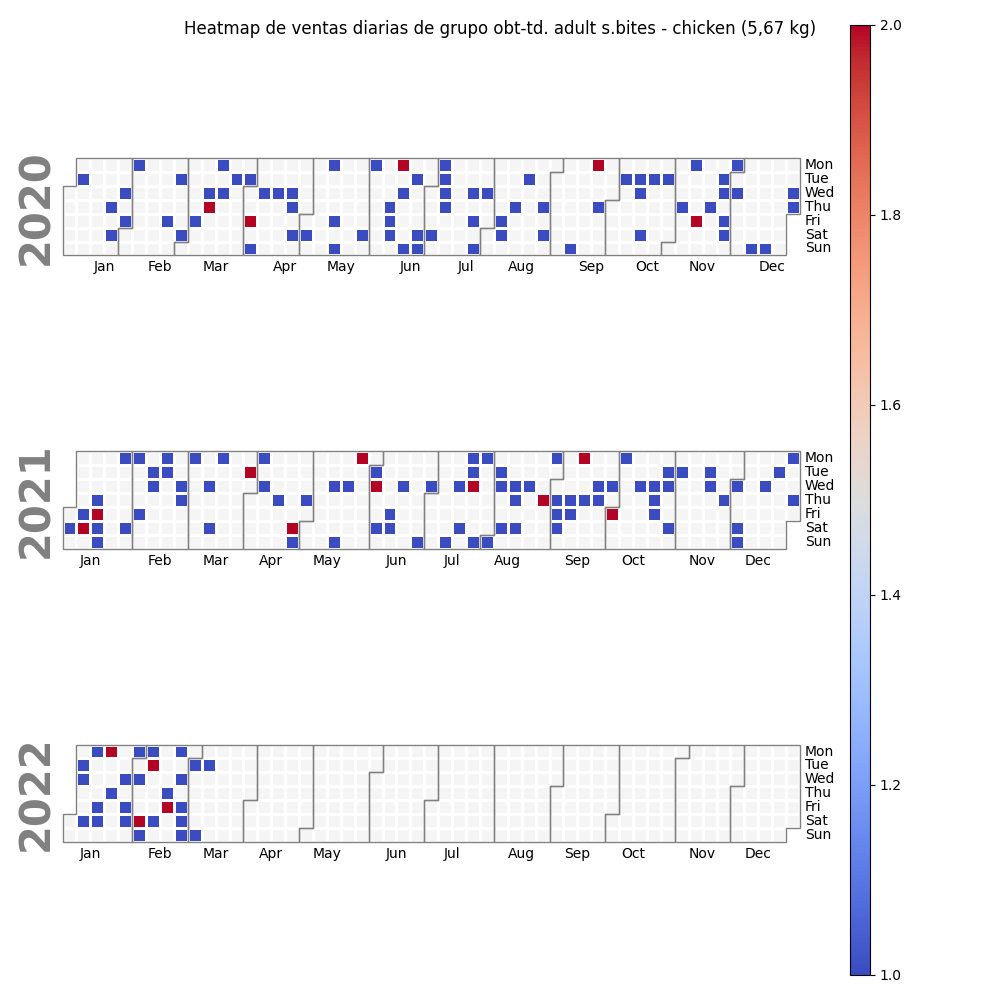 Heatmap de ventas diarias de grupo obt-td. adult s.bites - chicken (5,67 kg)
2020
Mon
Tue
Wed
Thu
Fri
Sat
Sun
Jan Feb Mar Apr May Jun Jul Aug Sep Oct Nov Dec
2021
Mon
Tue
Wed
Thu
Fri
Sat
Sun
Jan Feb Mar Apr May Jun Jul Aug Sep Oct Nov Dec
2022
Mon
Tue
Wed
Thu
Fri
Sat
Sun
Jan Feb Mar Apr May Jun Jul Aug Sep Oct Nov Dec
2.0
1.8
1.6
1.4
1.2
1.0